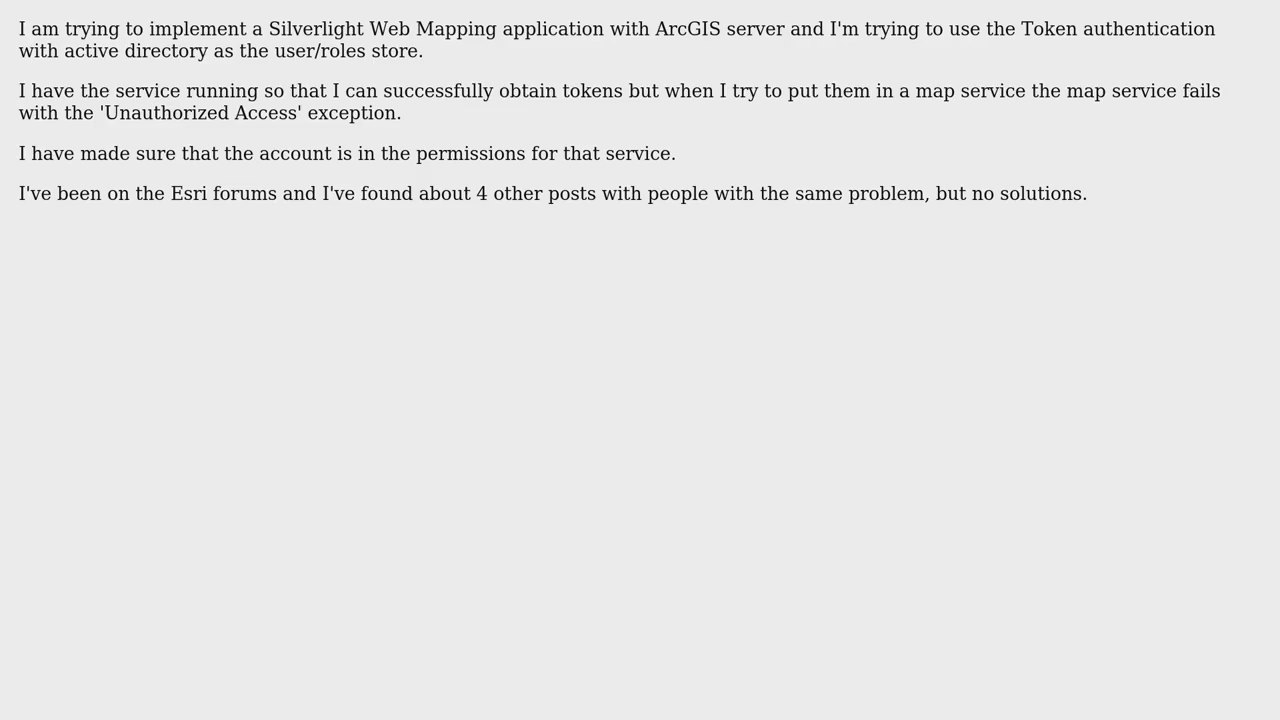 I am trying to implement a Silverlight Web Mapping application with ArcGIS server and I'm trying to use the Token authentication
with active directory as the user/roles store.
I have the service running so that I can successfully obtain tokens but when I try to put them in a map service the map service fails
with the 'Unauthorized Access' exception.
I have made sure that the account is in the permissions for that service.
I've been on the Esri forums and I've found about 4 other posts with people with the same problem, but no solutions.